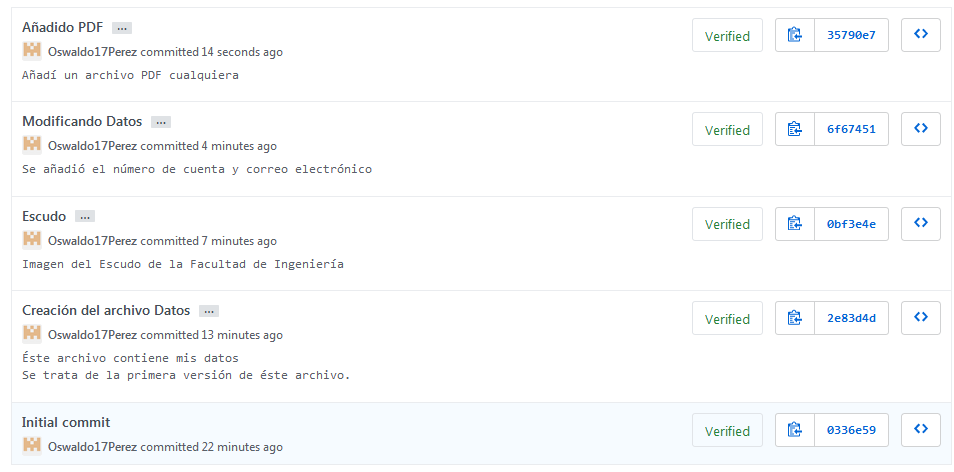 Añadido PDF ...
Oswaldo17Perez committed 14 seconds ago
Añadí un archivo PDF cualquiera
Verified
35790e7
Modificando Datos ...
Oswaldo17Perez committed 4 minutes ago
Se añadió el número de cuenta y correo electrónico
Verified
6f67451
Escudo ...
Oswaldo17Perez committed 7 minutes ago
Imagen del Escudo de la Facultad de Ingeniería
Verified
0bf3e4e
Creación del archivo Datos ...
Oswaldo17Perez committed 13 minutes ago
Éste archivo contiene mis datos
Se trata de la primera versión de éste archivo.
Verified
2e83d4d
Initial commit
Oswaldo17Perez committed 22 minutes ago
Verified
0336e59